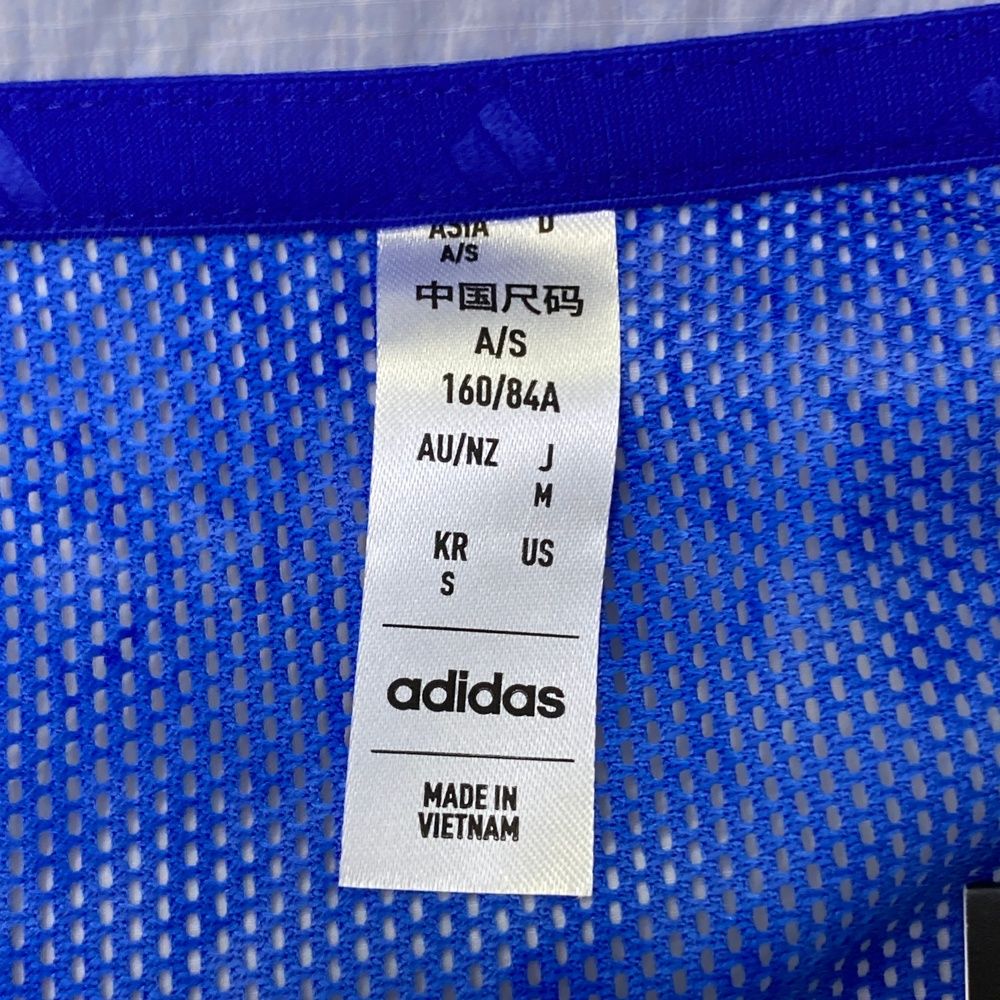 ASIA D
A/S
中国尺码
A/S
160/84A
AU/NZ J
M
KR US
S
adidas
MADE IN
VIETNAM